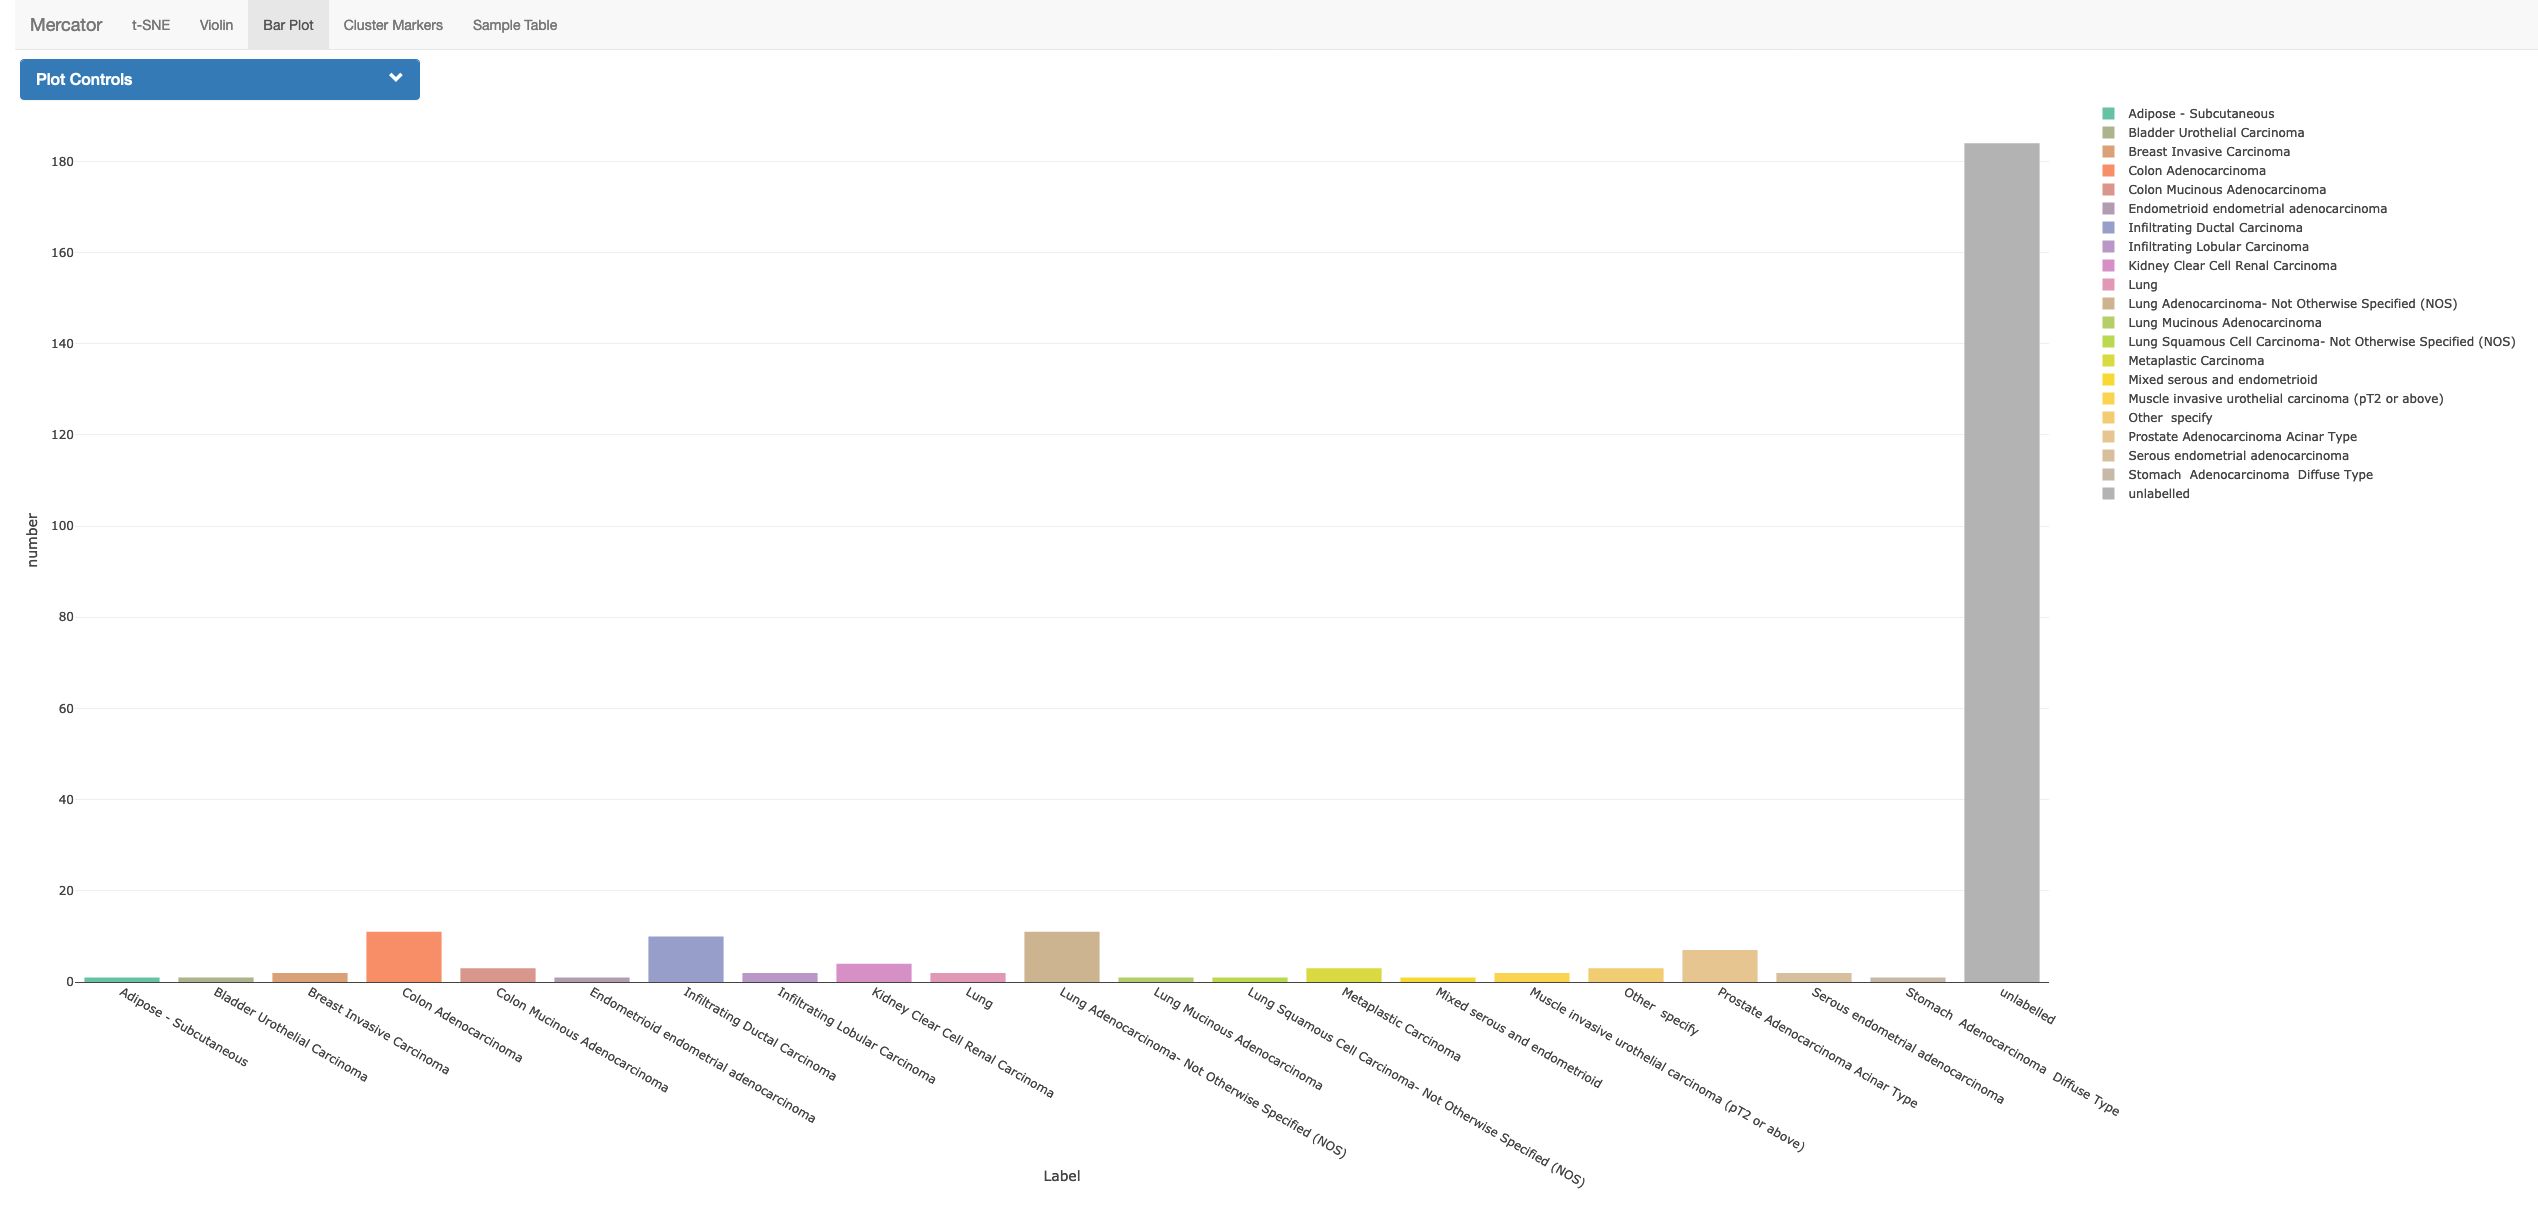 Mercator t-SNE Violin Bar Plot Cluster Markers Sample Table
Plot Controls
180
160
140
120
100
80
60
40
20
0
number
Adipose - Subcutaneous
Bladder Urothelial Carcinoma
Breast Invasive Carcinoma
Colon Adenocarcinoma
Colon Mucinous Adenocarcinoma
Endometrioid endometrial adenocarcinoma
Infiltrating Ductal Carcinoma
Infiltrating Lobular Carcinoma
Kidney Clear Cell Renal Carcinoma
Lung
Lung Adenocarcinoma- Not Otherwise Specified (NOS)
Lung Mucinous Adenocarcinoma
Lung Squamous Cell Carcinoma- Not Otherwise Specified (NOS)
Metaplastic Carcinoma
Mixed serous and endometrioid
Muscle invasive urothelial carcinoma (pT2 or above)
Other  specify
Prostate Adenocarcinoma Acinar Type
Serous endometrial adenocarcinoma
Stomach  Adenocarcinoma  Diffuse Type
unlabelled
Label
Adipose - Subcutaneous
Bladder Urothelial Carcinoma
Breast Invasive Carcinoma
Colon Adenocarcinoma
Colon Mucinous Adenocarcinoma
Endometrioid endometrial adenocarcinoma
Infiltrating Ductal Carcinoma
Infiltrating Lobular Carcinoma
Kidney Clear Cell Renal Carcinoma
Lung
Lung Adenocarcinoma- Not Otherwise Specified (NOS)
Lung Mucinous Adenocarcinoma
Lung Squamous Cell Carcinoma- Not Otherwise Specified (NOS)
Metaplastic Carcinoma
Mixed serous and endometrioid
Muscle invasive urothelial carcinoma (pT2 or above)
Other  specify
Prostate Adenocarcinoma Acinar Type
Serous endometrial adenocarcinoma
Stomach  Adenocarcinoma  Diffuse Type
unlabelled